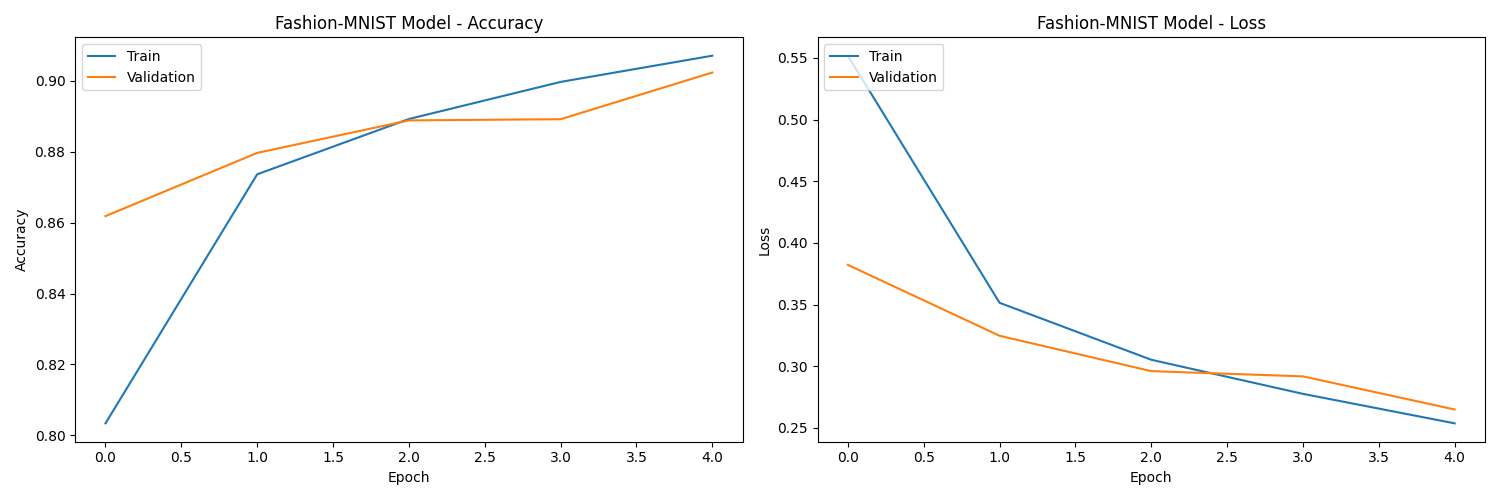 Fashion-MNIST Model - Accuracy
Train
Validation
0.90
0.88
0.86
0.84
0.82
0.80
Accuracy
0.0 0.5 1.0 1.5 2.0 2.5 3.0 3.5 4.0
Epoch
Fashion-MNIST Model - Loss
Train
Validation
0.55
0.50
0.45
0.40
0.35
0.30
0.25
Loss
0.0 0.5 1.0 1.5 2.0 2.5 3.0 3.5 4.0
Epoch